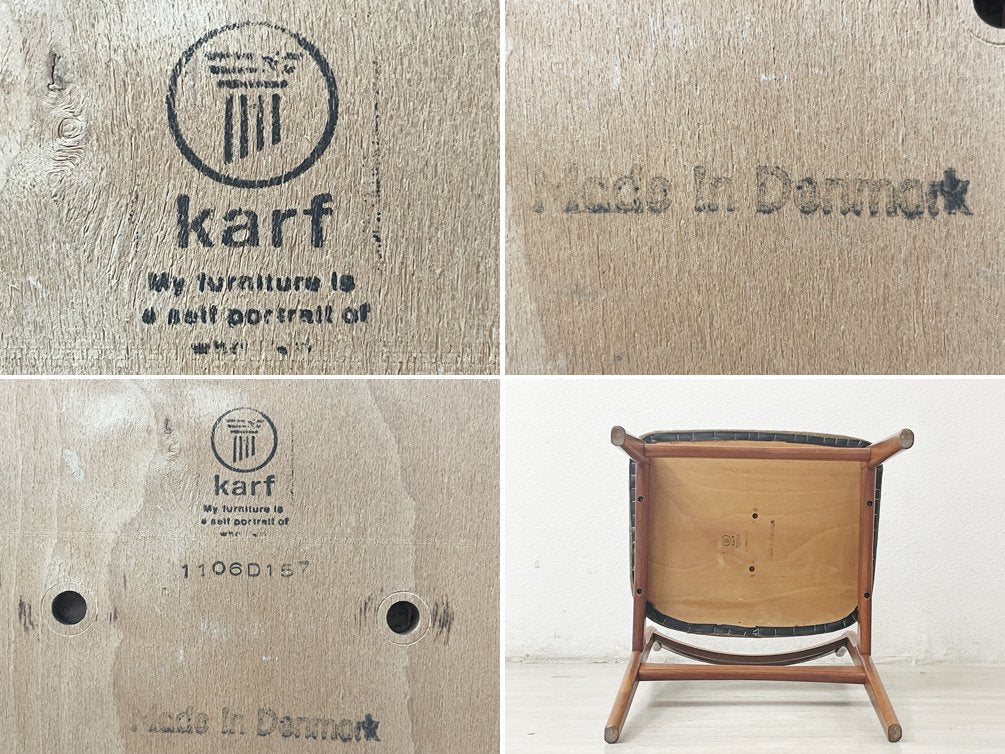 karf
My furniture is
a self portrait of
Made In Denmark
karf
My furniture is
a self portrait of
1106D157
Made In Denmark
karf